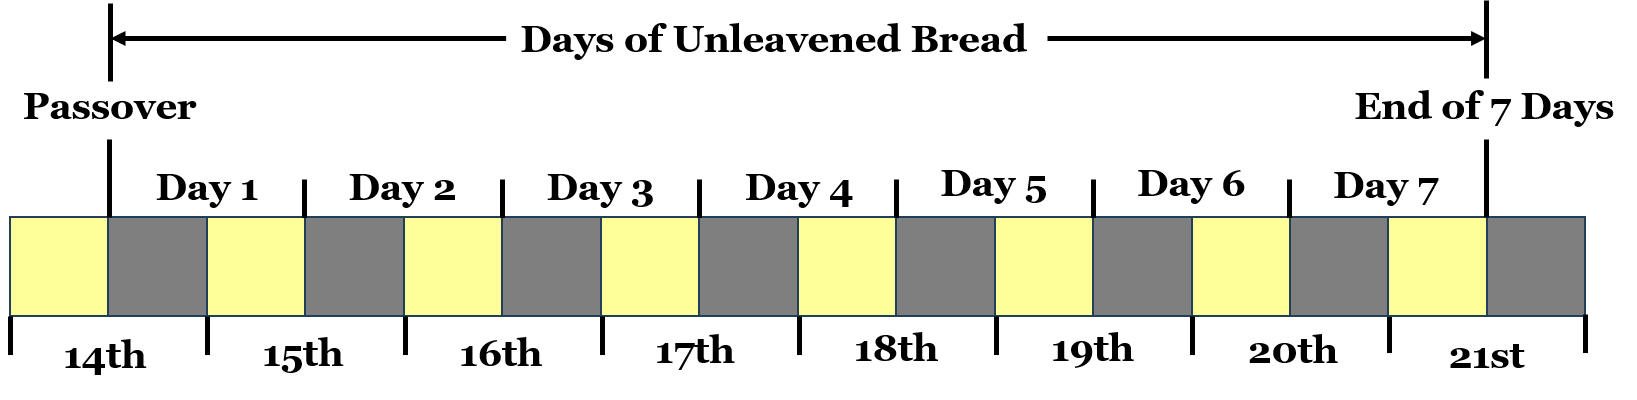 Days of Unleavened Bread
Passover
End of 7 Days
Day 1
Day 2
Day 3
Day 4
Day 5
Day 6
Day 7
14th
15th
16th
17th
18th
19th
20th
21st